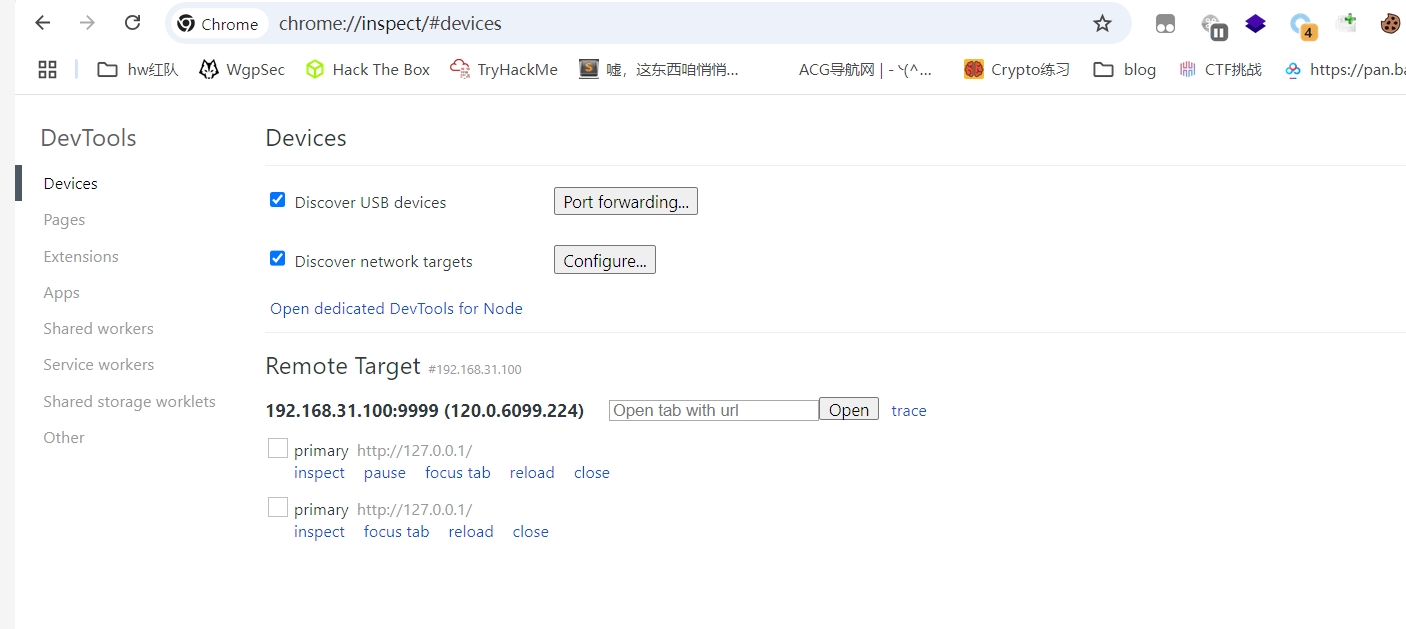 Chrome chrome://inspect/#devices
4
hw红队 WgpSec Hack The Box TryHackMe 嘘，这东西咱悄悄... ACG导航网 | - 丷(^... Crypto练习 blog CTF挑战 https://pan.ba
DevTools
Devices
Pages
Extensions
Apps
Shared workers
Service workers
Shared storage worklets
Other
Devices
Discover USB devices Port forwarding...
Discover network targets Configure...
Open dedicated DevTools for Node
Remote Target #192.168.31.100
192.168.31.100:9999 (120.0.6099.224) Open tab with url Open trace
primary http://127.0.0.1/
inspect pause focus tab reload close
primary http://127.0.0.1/
inspect focus tab reload close